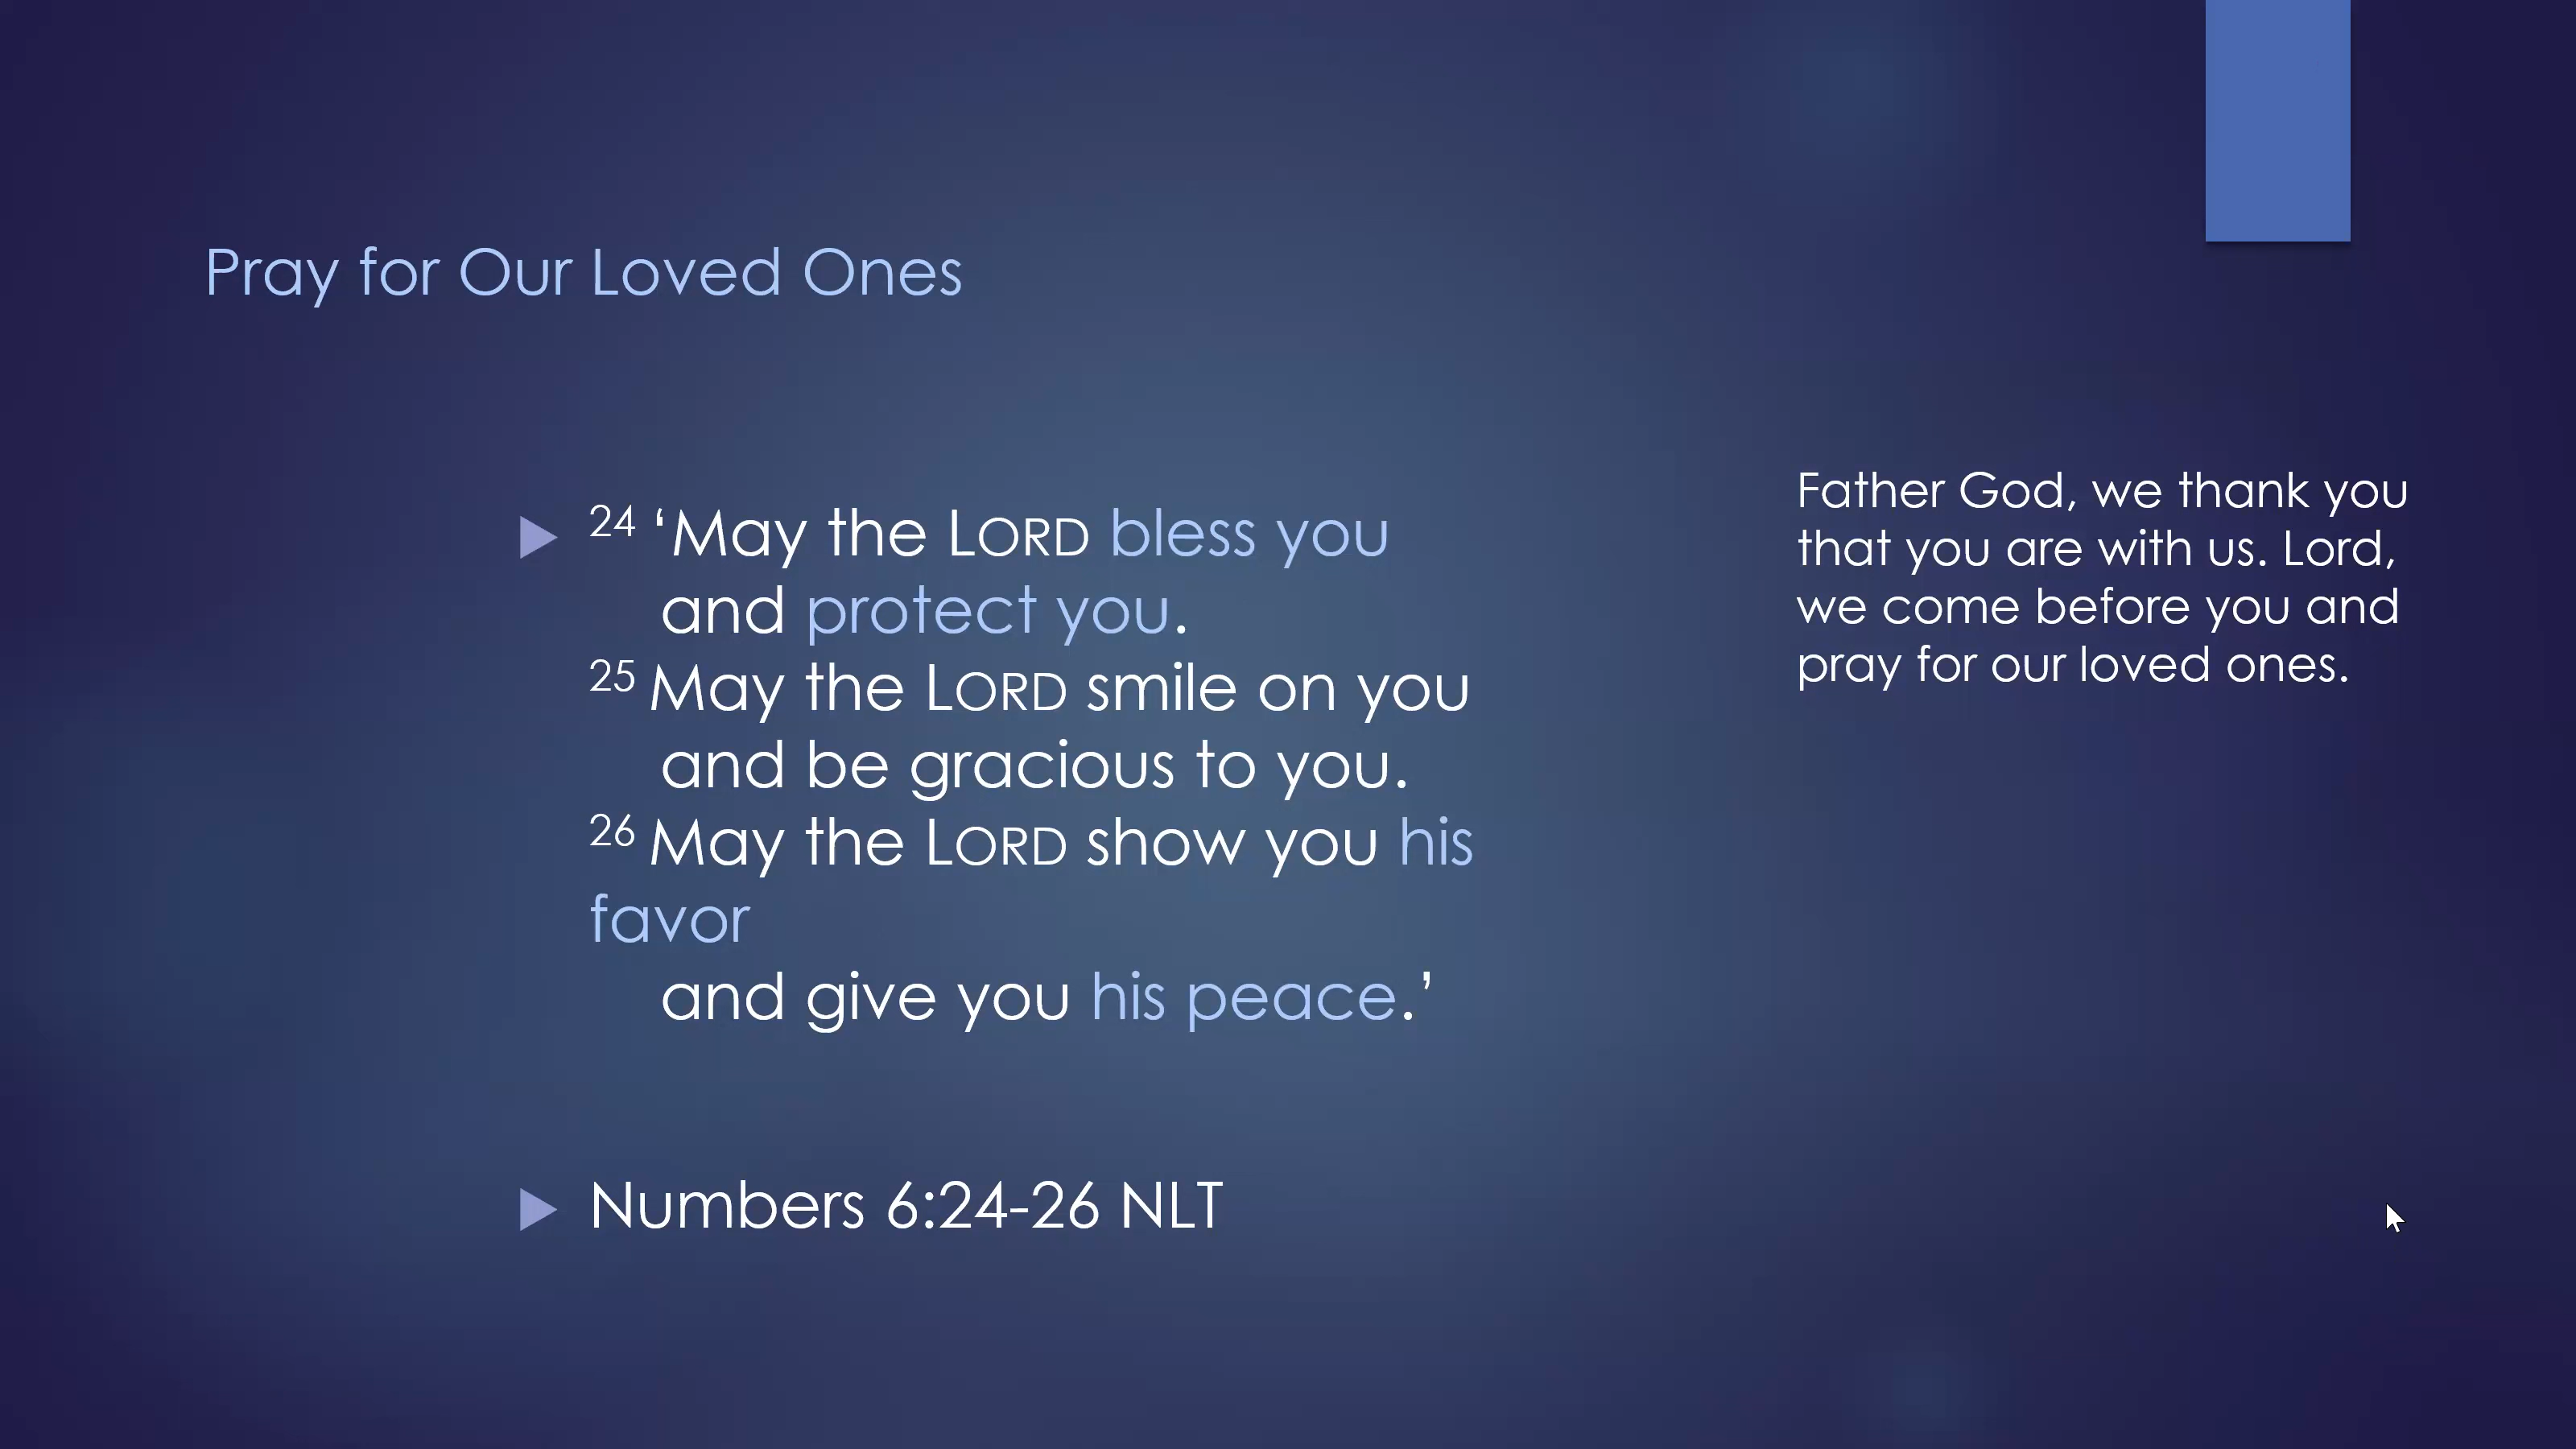 Pray for Our Loved Ones
24 ‘May the LORD bless you
and protect you.
25 May the LORD smile on you
and be gracious to you.
26 May the LORD show you his
favor
and give you his peace.’
Numbers 6:24-26 NLT
Father God, we thank you
that you are with us. Lord,
we come before you and
pray for our loved ones.